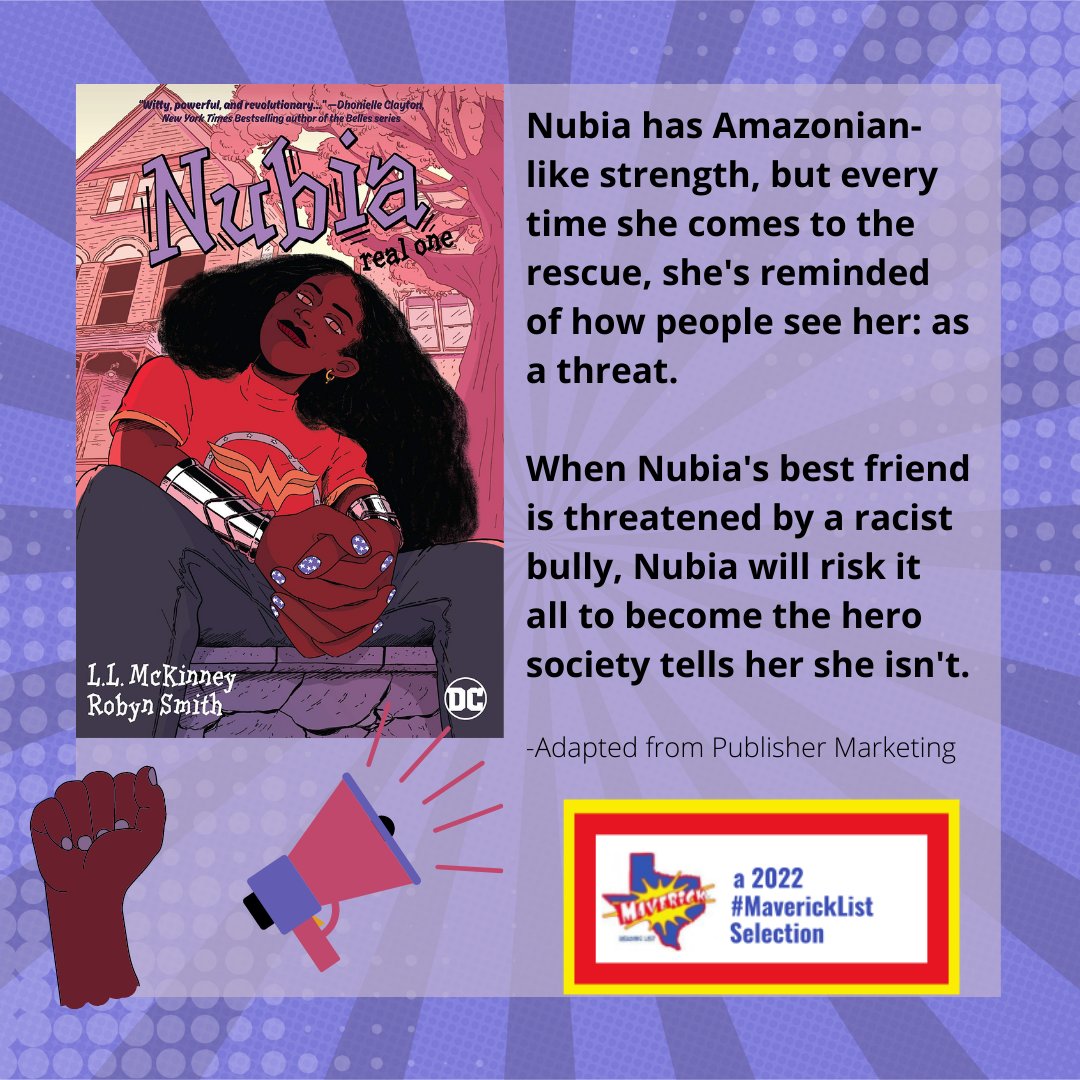 "Witty, powerful, and revolutionary..." —Dhonielle Clayton,
New York Times Bestselling author of the Belles series
Nubia
real one
L.L. McKinney
Robyn Smith
DC
Nubia has Amazonian-
like strength, but every
time she comes to the
rescue, she's reminded
of how people see her: as
a threat.
When Nubia's best friend
is threatened by a racist
bully, Nubia will risk it
all to become the hero
society tells her she isn't.
-Adapted from Publisher Marketing
MAVERICK
READING LIST
a 2022
#MaverickList
Selection